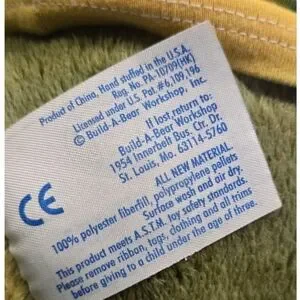 Product of China, Hand stuffed in the U.S.A.
Reg. No. PA-10709(HK)
Licensed under U.S. Pat.# 6,109,196
© Build-A-Bear Workshop, Inc.
If lost return to:
Build-A-Bear Workshop
1954 Innerbelt Bus. Ctr. Dr.
St. Louis, Mo. 63114-5760
CE
ALL NEW MATERIAL
100% polyester fiberfill, polypropylene pellets
Surface wash and air dry.
This product meets A.S.T.M. toy safety standards.
Please remove ribbon, tags, clothing and all trims
before giving to a child under the age of three.